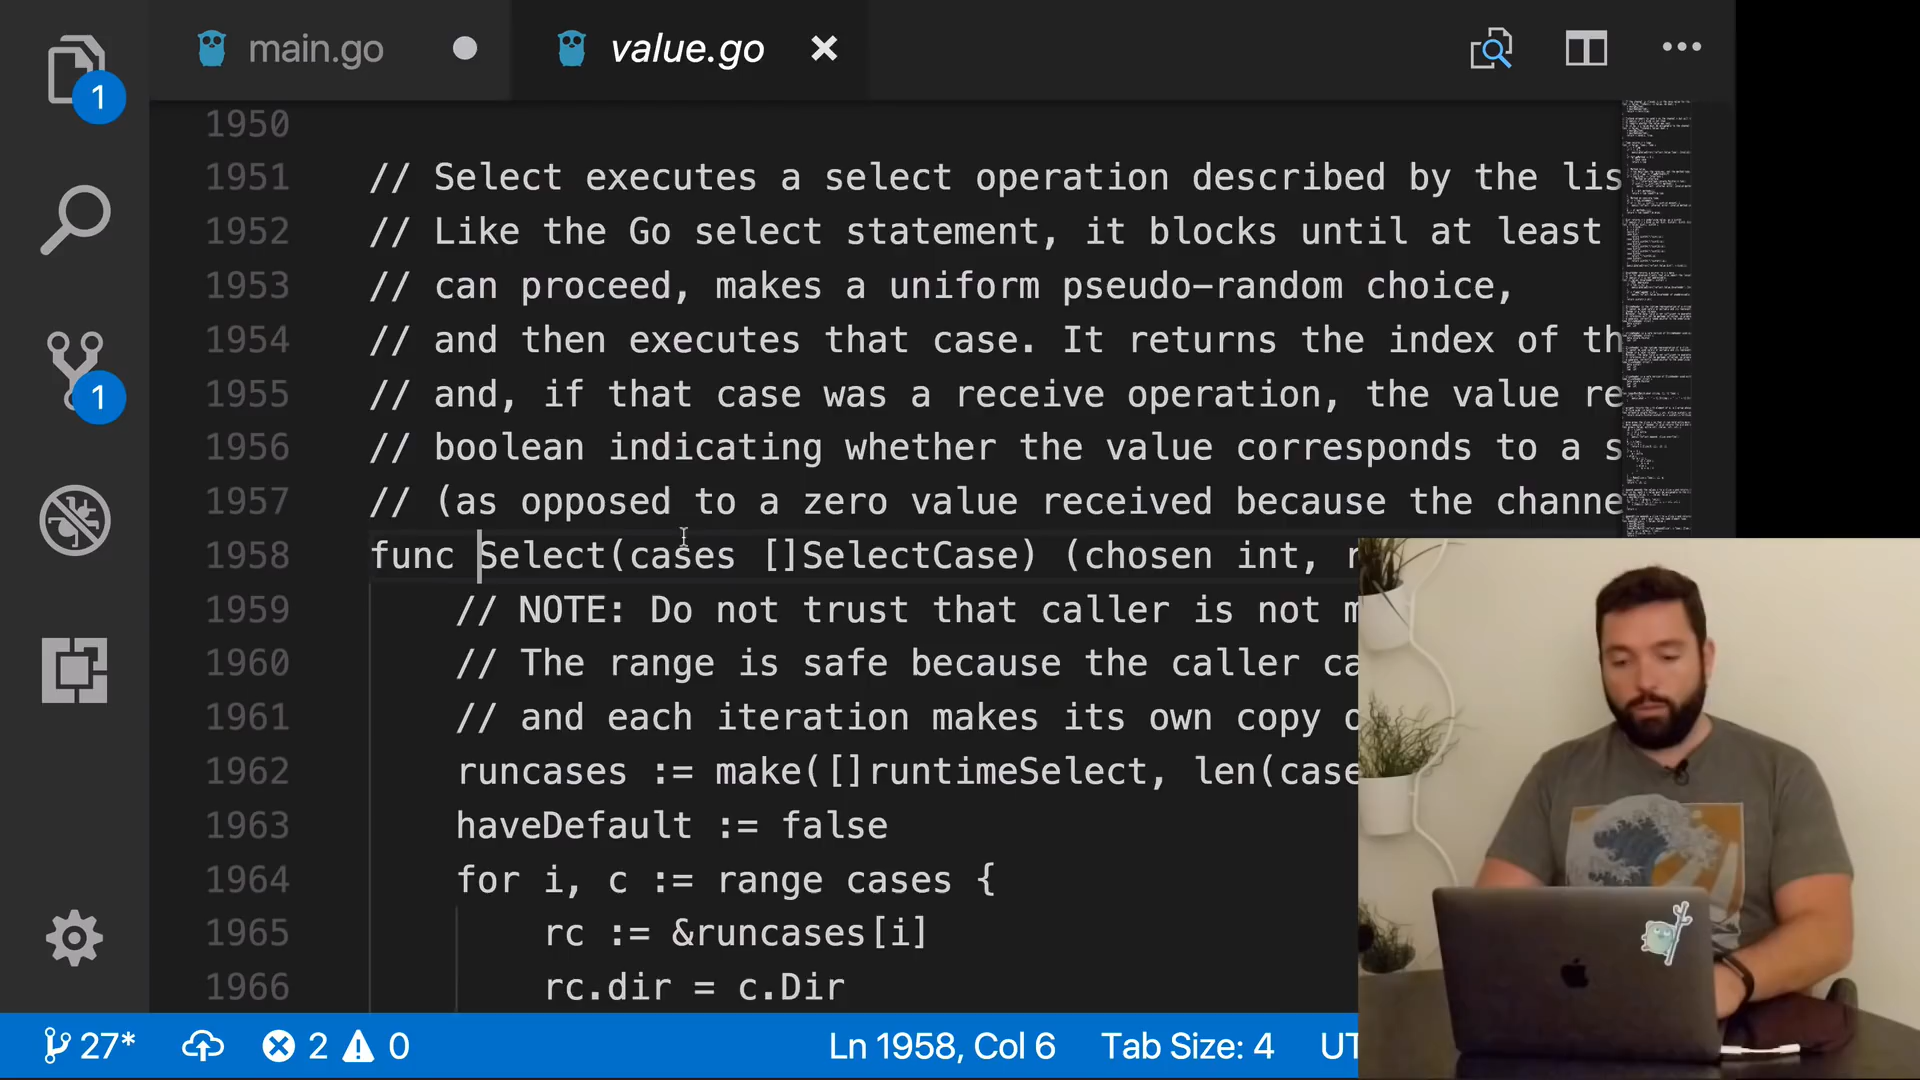 main.go
value.go
1950
1951 // Select executes a select operation described by the lis
1952 // Like the Go select statement, it blocks until at least
1953 // can proceed, makes a uniform pseudo-random choice,
1954 // and then executes that case. It returns the index of th
1955 // and, if that case was a receive operation, the value re
1956 // boolean indicating whether the value corresponds to a s
1957 // (as opposed to a zero value received because the channe
1958 func Select(cases []SelectCase) (chosen int, r
1959 // NOTE: Do not trust that caller is not m
1960 // The range is safe because the caller ca
1961 // and each iteration makes its own copy o
1962 runcases := make([]runtimeSelect, len(case
1963 haveDefault := false
1964 for i, c := range cases {
1965 rc := &runcases[i]
1966 rc.dir = c.Dir
1
1
27* 2 0 Ln 1958, Col 6 Tab Size: 4 UT